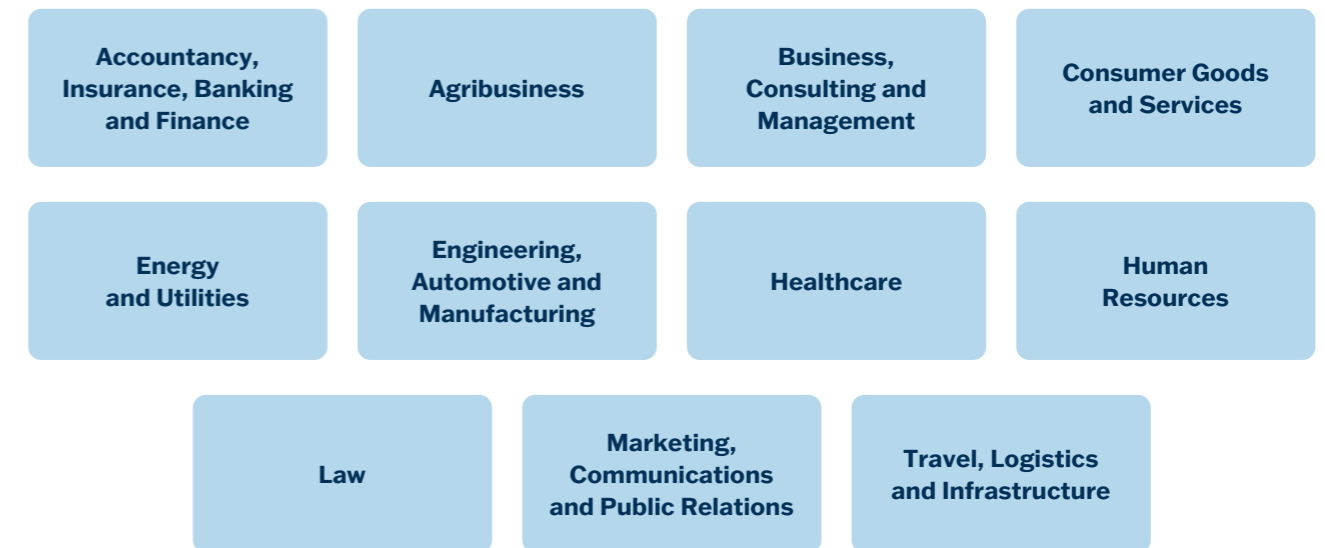 Accountancy,
Insurance, Banking
and Finance
Agribusiness
Business,
Consulting and
Management
Consumer Goods
and Services
Energy
and Utilities
Engineering,
Automotive and
Manufacturing
Healthcare
Human
Resources
Law
Marketing,
Communications
and Public Relations
Travel, Logistics
and Infrastructure